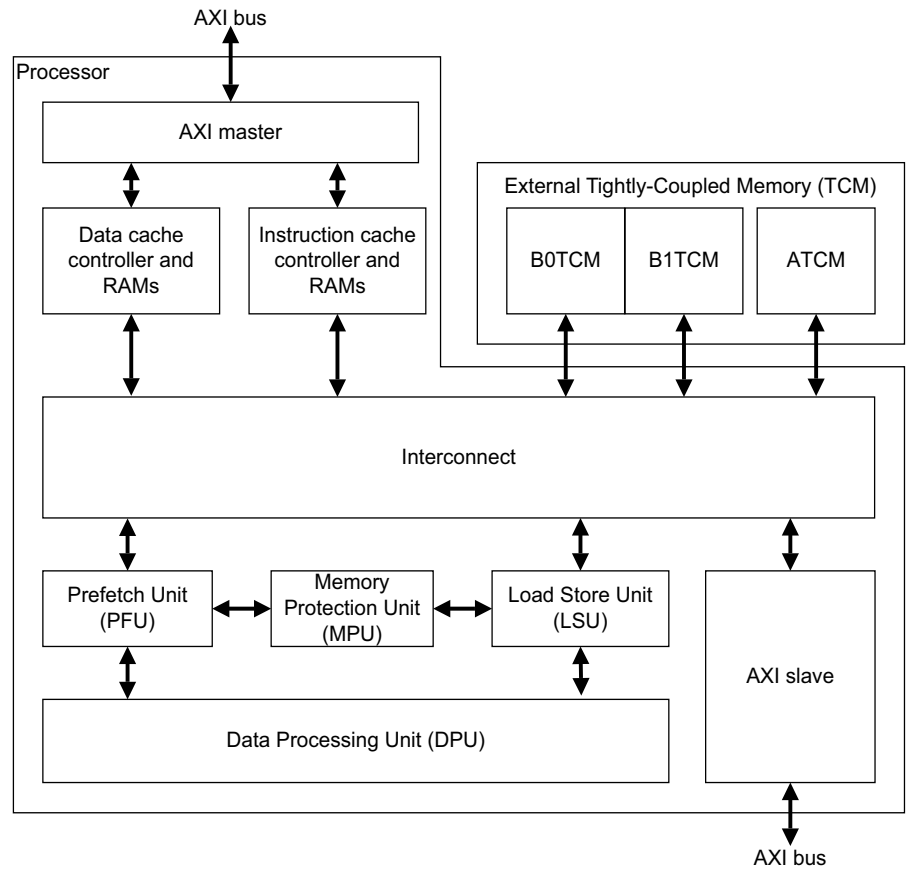 AXI bus
Processor
AXI master
External Tightly-Coupled Memory (TCM)
Data cache
controller and
RAMs
Instruction cache
controller and
RAMs
B0TCM
B1TCM
ATCM
Interconnect
Prefetch Unit
(PFU)
Memory
Protection Unit
(MPU)
Load Store Unit
(LSU)
AXI slave
Data Processing Unit (DPU)
AXI bus